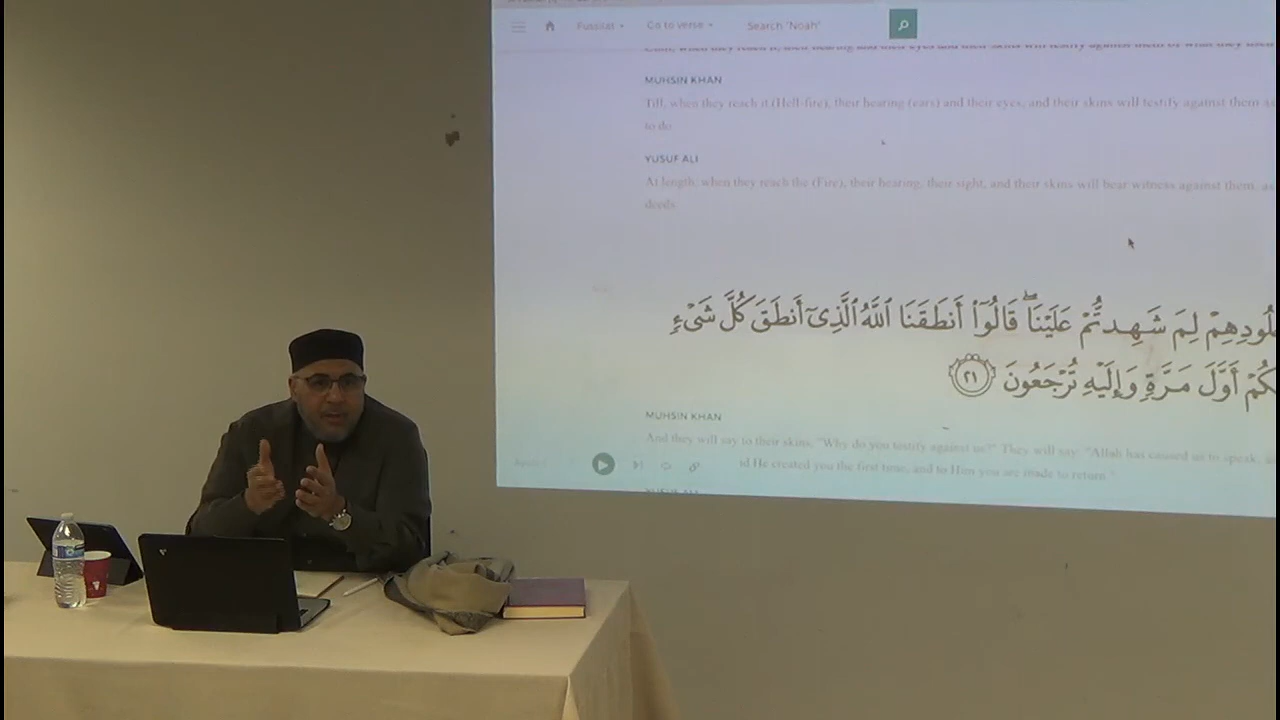 Fussilat Go to verse Search "Noah"
MUHSIN KHAN
Till, when they reach it (Hell-fire), their hearing (ears) and their eyes, and their skins will testify against them as
to do.
YUSUF ALI
At length, when they reach the (Fire), their hearing, their sight, and their skins will bear witness against them, as
deeds.
لُودِهِمْ لِمَ شَهِدتُّمْ عَلَيْنَا ۖ قَالُوٓا۟ أَنطَقَنَا ٱللَّهُ ٱلَّذِىٓ أَنطَقَ كُلَّ شَىْءٍ
كُمْ أَوَّلَ مَرَّةٍ وَإِلَيْهِ تُرْجَعُونَ ٢١
MUHSIN KHAN
And they will say to their skins, "Why do you testify against us?" They will say: "Allah has caused us to speak,
d He created you the first time, and to Him you are made to return."